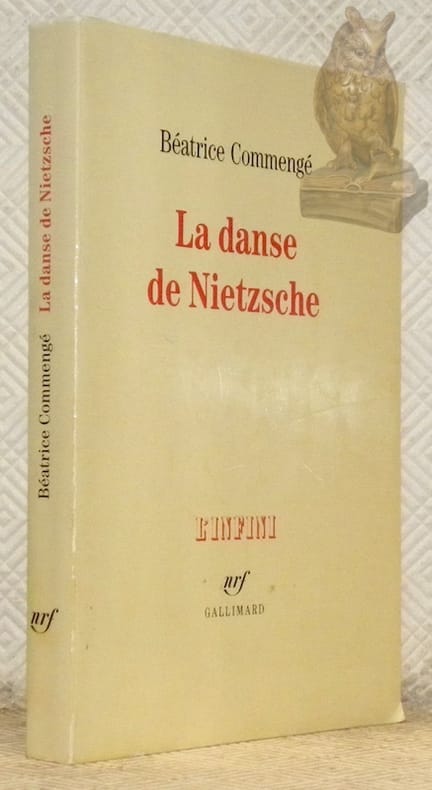 Béatrice Commengé
La danse
de Nietzsche
L'INFINI
nrf
GALLIMARD
Béatrice Commengé La danse de Nietzsche
nrf